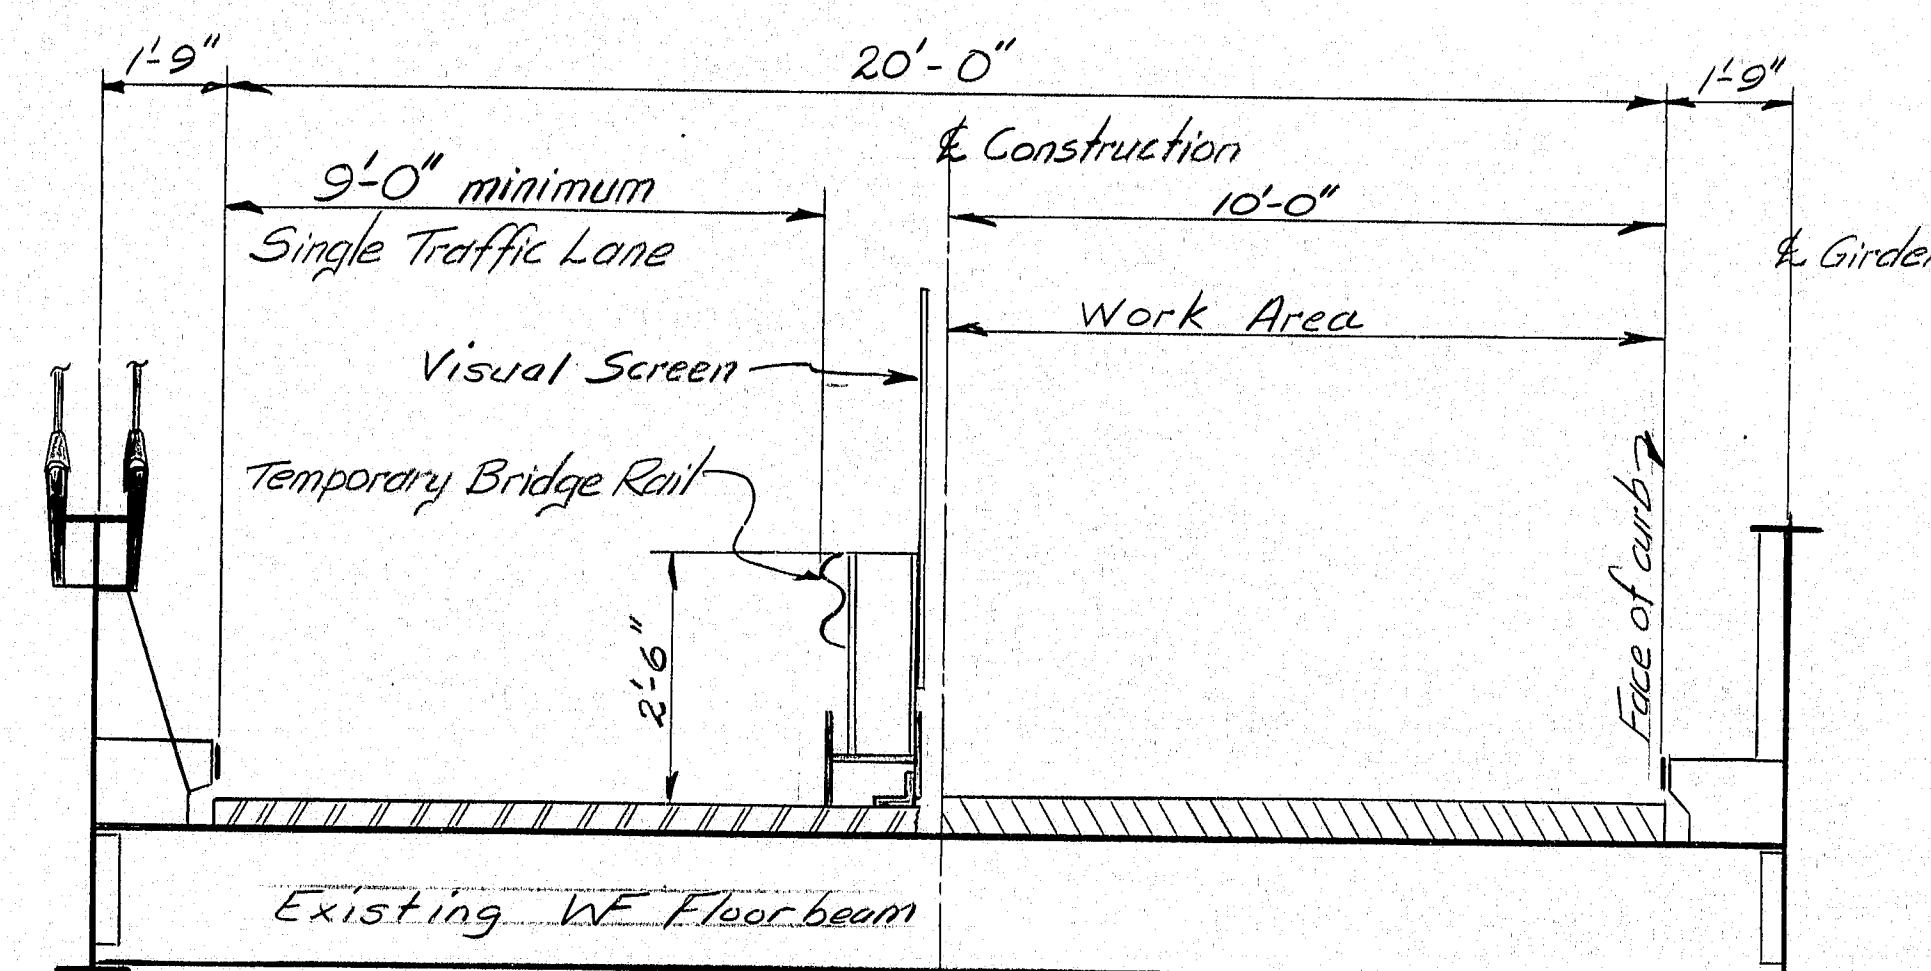 1'-9"
20'-0"
1'-9"
℄ Construction
9'-0" minimum
10'-0"
Single Traffic Lane
℄ Girder
Work Area
Visual Screen
Temporary Bridge Rail
Face of curb
2'-6"
Existing WF Floorbeam